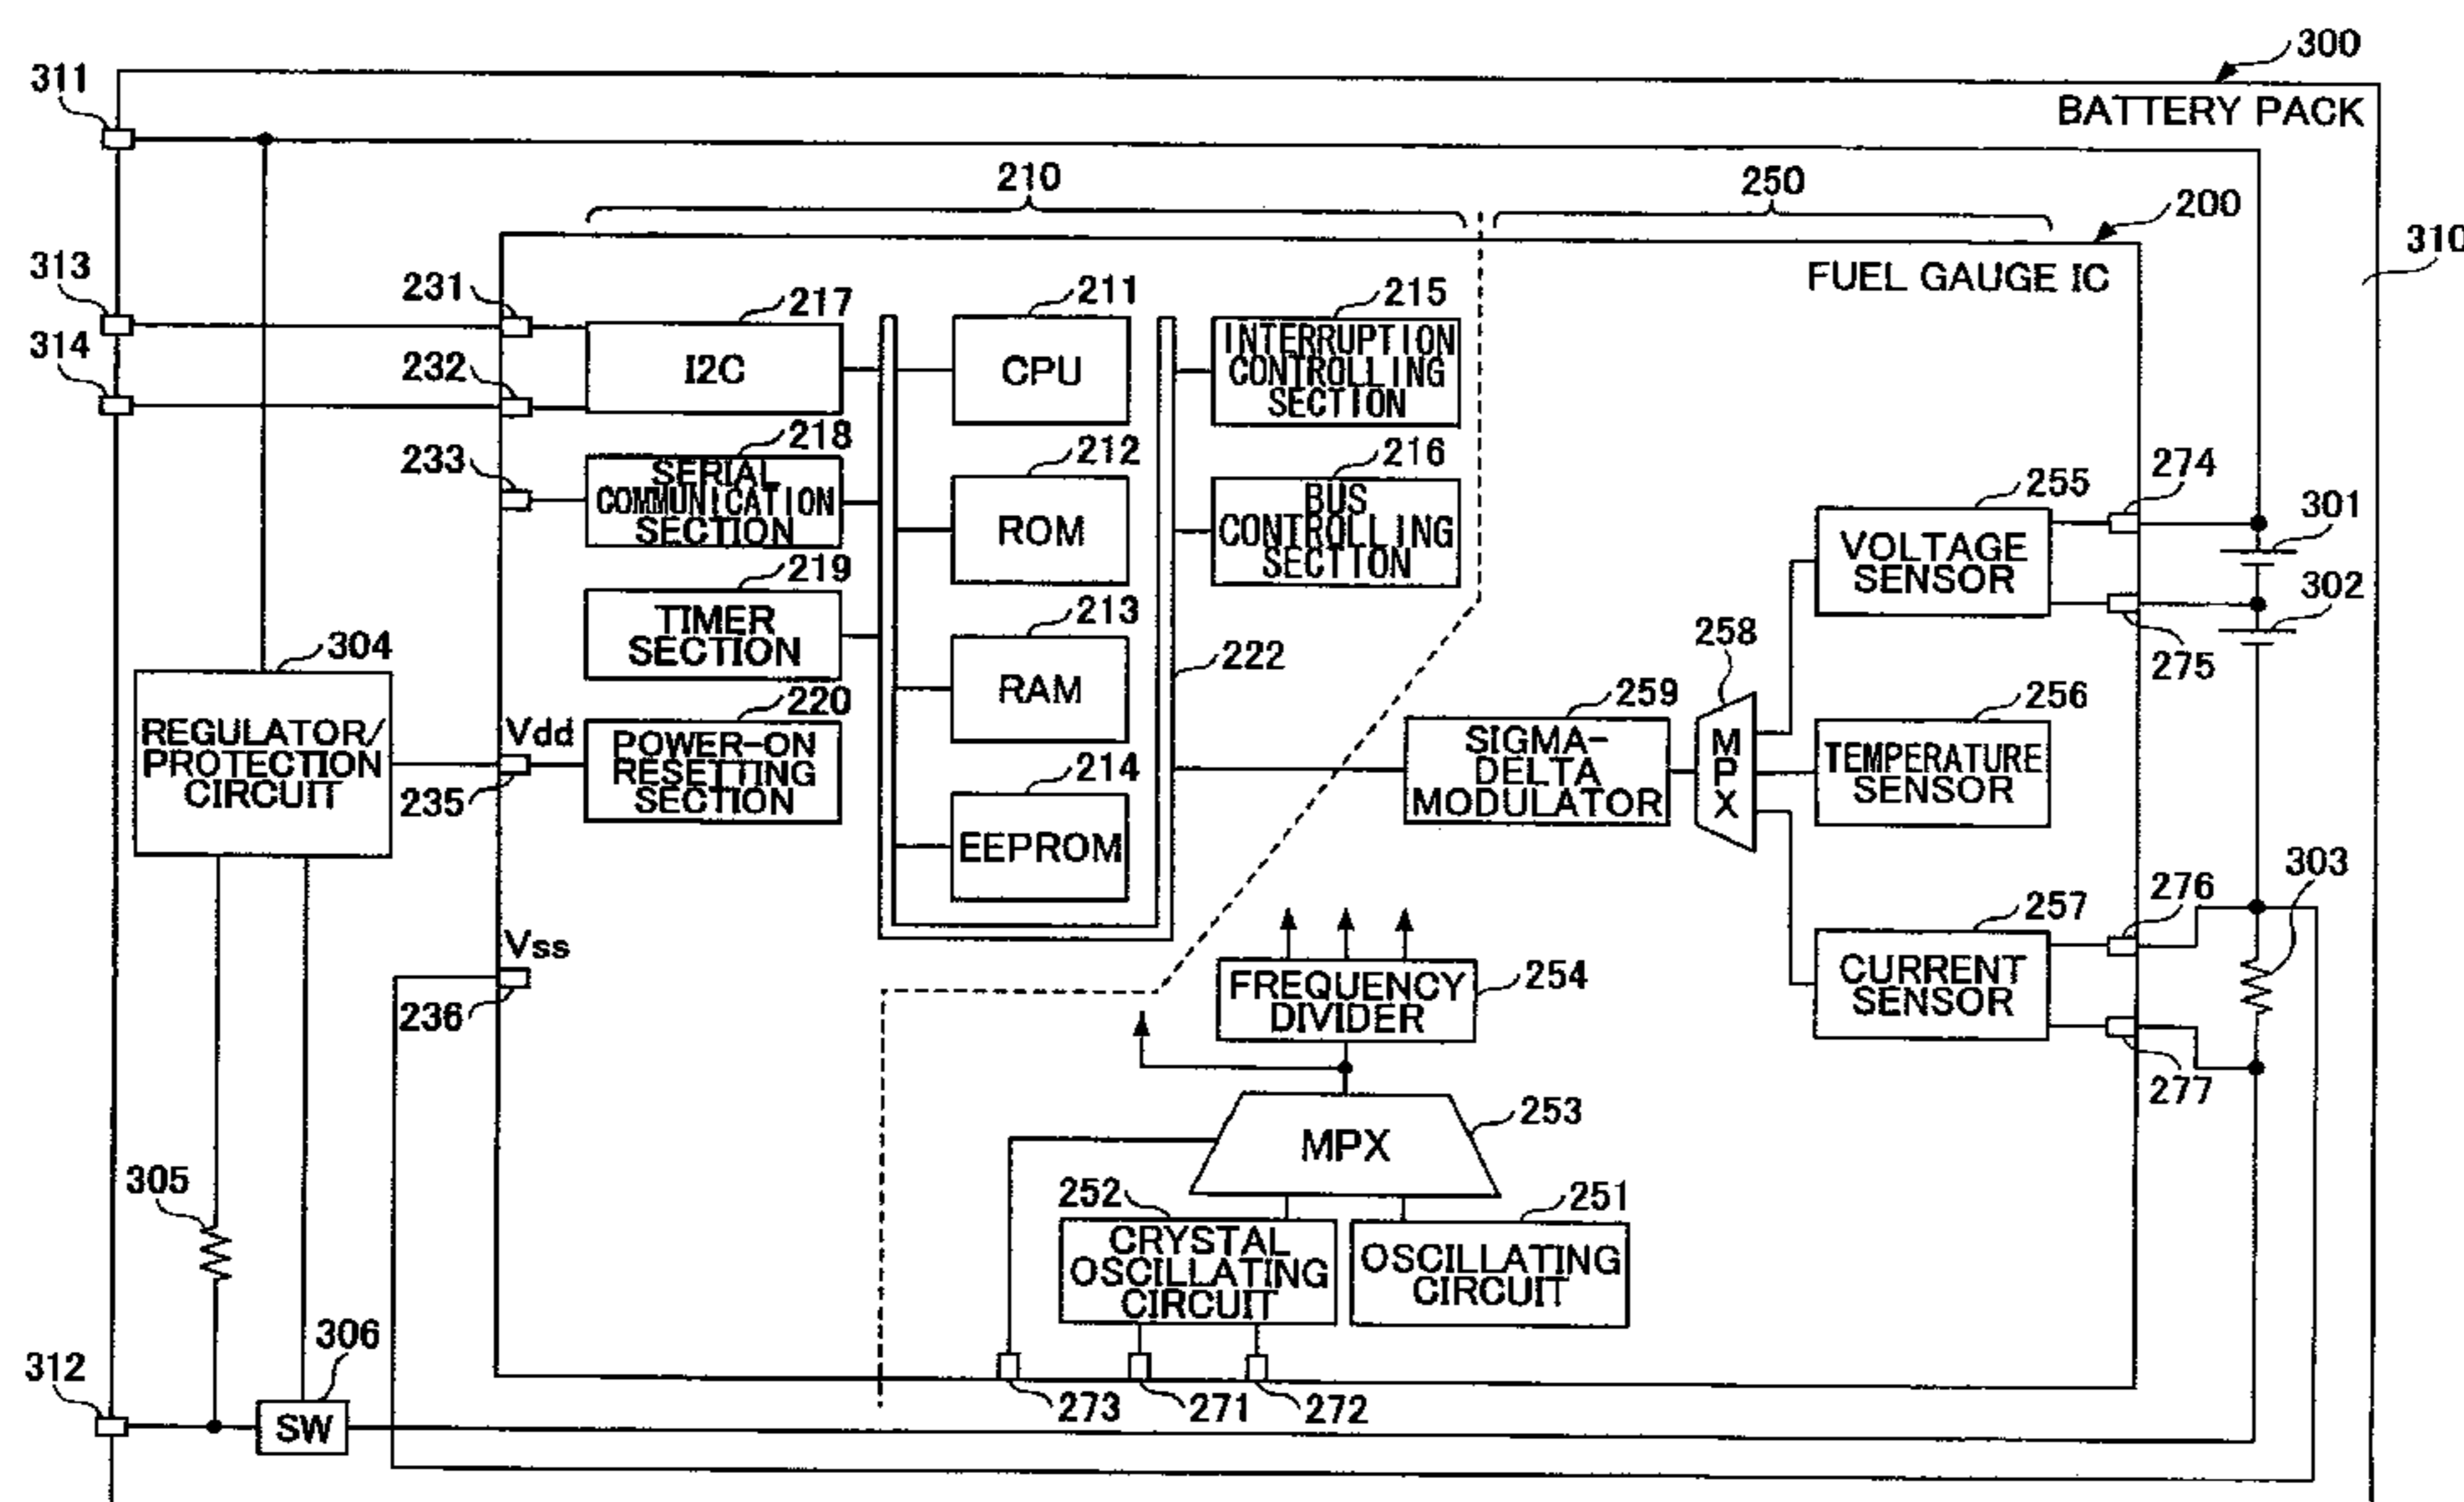 300
311
BATTERY PACK
210
250
200
310
313
231
217
211
215
FUEL GAUGE IC
314
232
I2C
CPU
INTERRUPTION
CONTROLLING
SECTION
233
218
212
216
274
SERIAL
COMMUNICATION
SECTION
ROM
BUS
CONTROLLING
SECTION
255
301
VOLTAGE
SENSOR
219
213
302
TIMER
SECTION
258
304
222
275
RAM
259
256
220
REGULATOR/
PROTECTION
CIRCUIT
Vdd
POWER-ON
RESETTING
SECTION
SIGMA-
DELTA
MODULATOR
MPX
TEMPERATURE
SENSOR
235
214
EEPROM
303
276
257
Vss
236
FREQUENCY
DIVIDER
254
CURRENT
SENSOR
277
253
MPX
305
252
251
CRYSTAL
OSCILLATING
CIRCUIT
OSCILLATING
CIRCUIT
306
312
SW
273
271
272